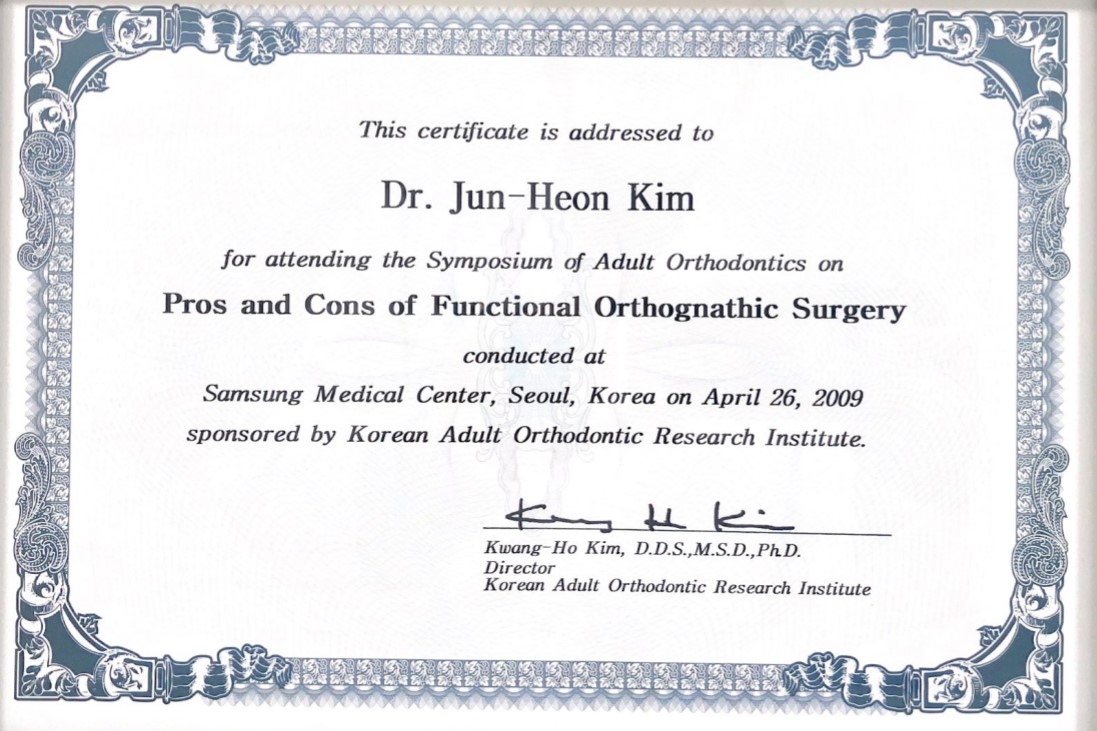 This certificate is addressed to
Dr. Jun-Heon Kim
for attending the Symposium of Adult Orthodontics on
Pros and Cons of Functional Orthognathic Surgery
conducted at
Samsung Medical Center, Seoul, Korea on April 26, 2009
sponsored by Korean Adult Orthodontic Research Institute.
Kwang H Kim
Kwang-Ho Kim, D.D.S.,M.S.D.,Ph.D.
Director
Korean Adult Orthodontic Research Institute